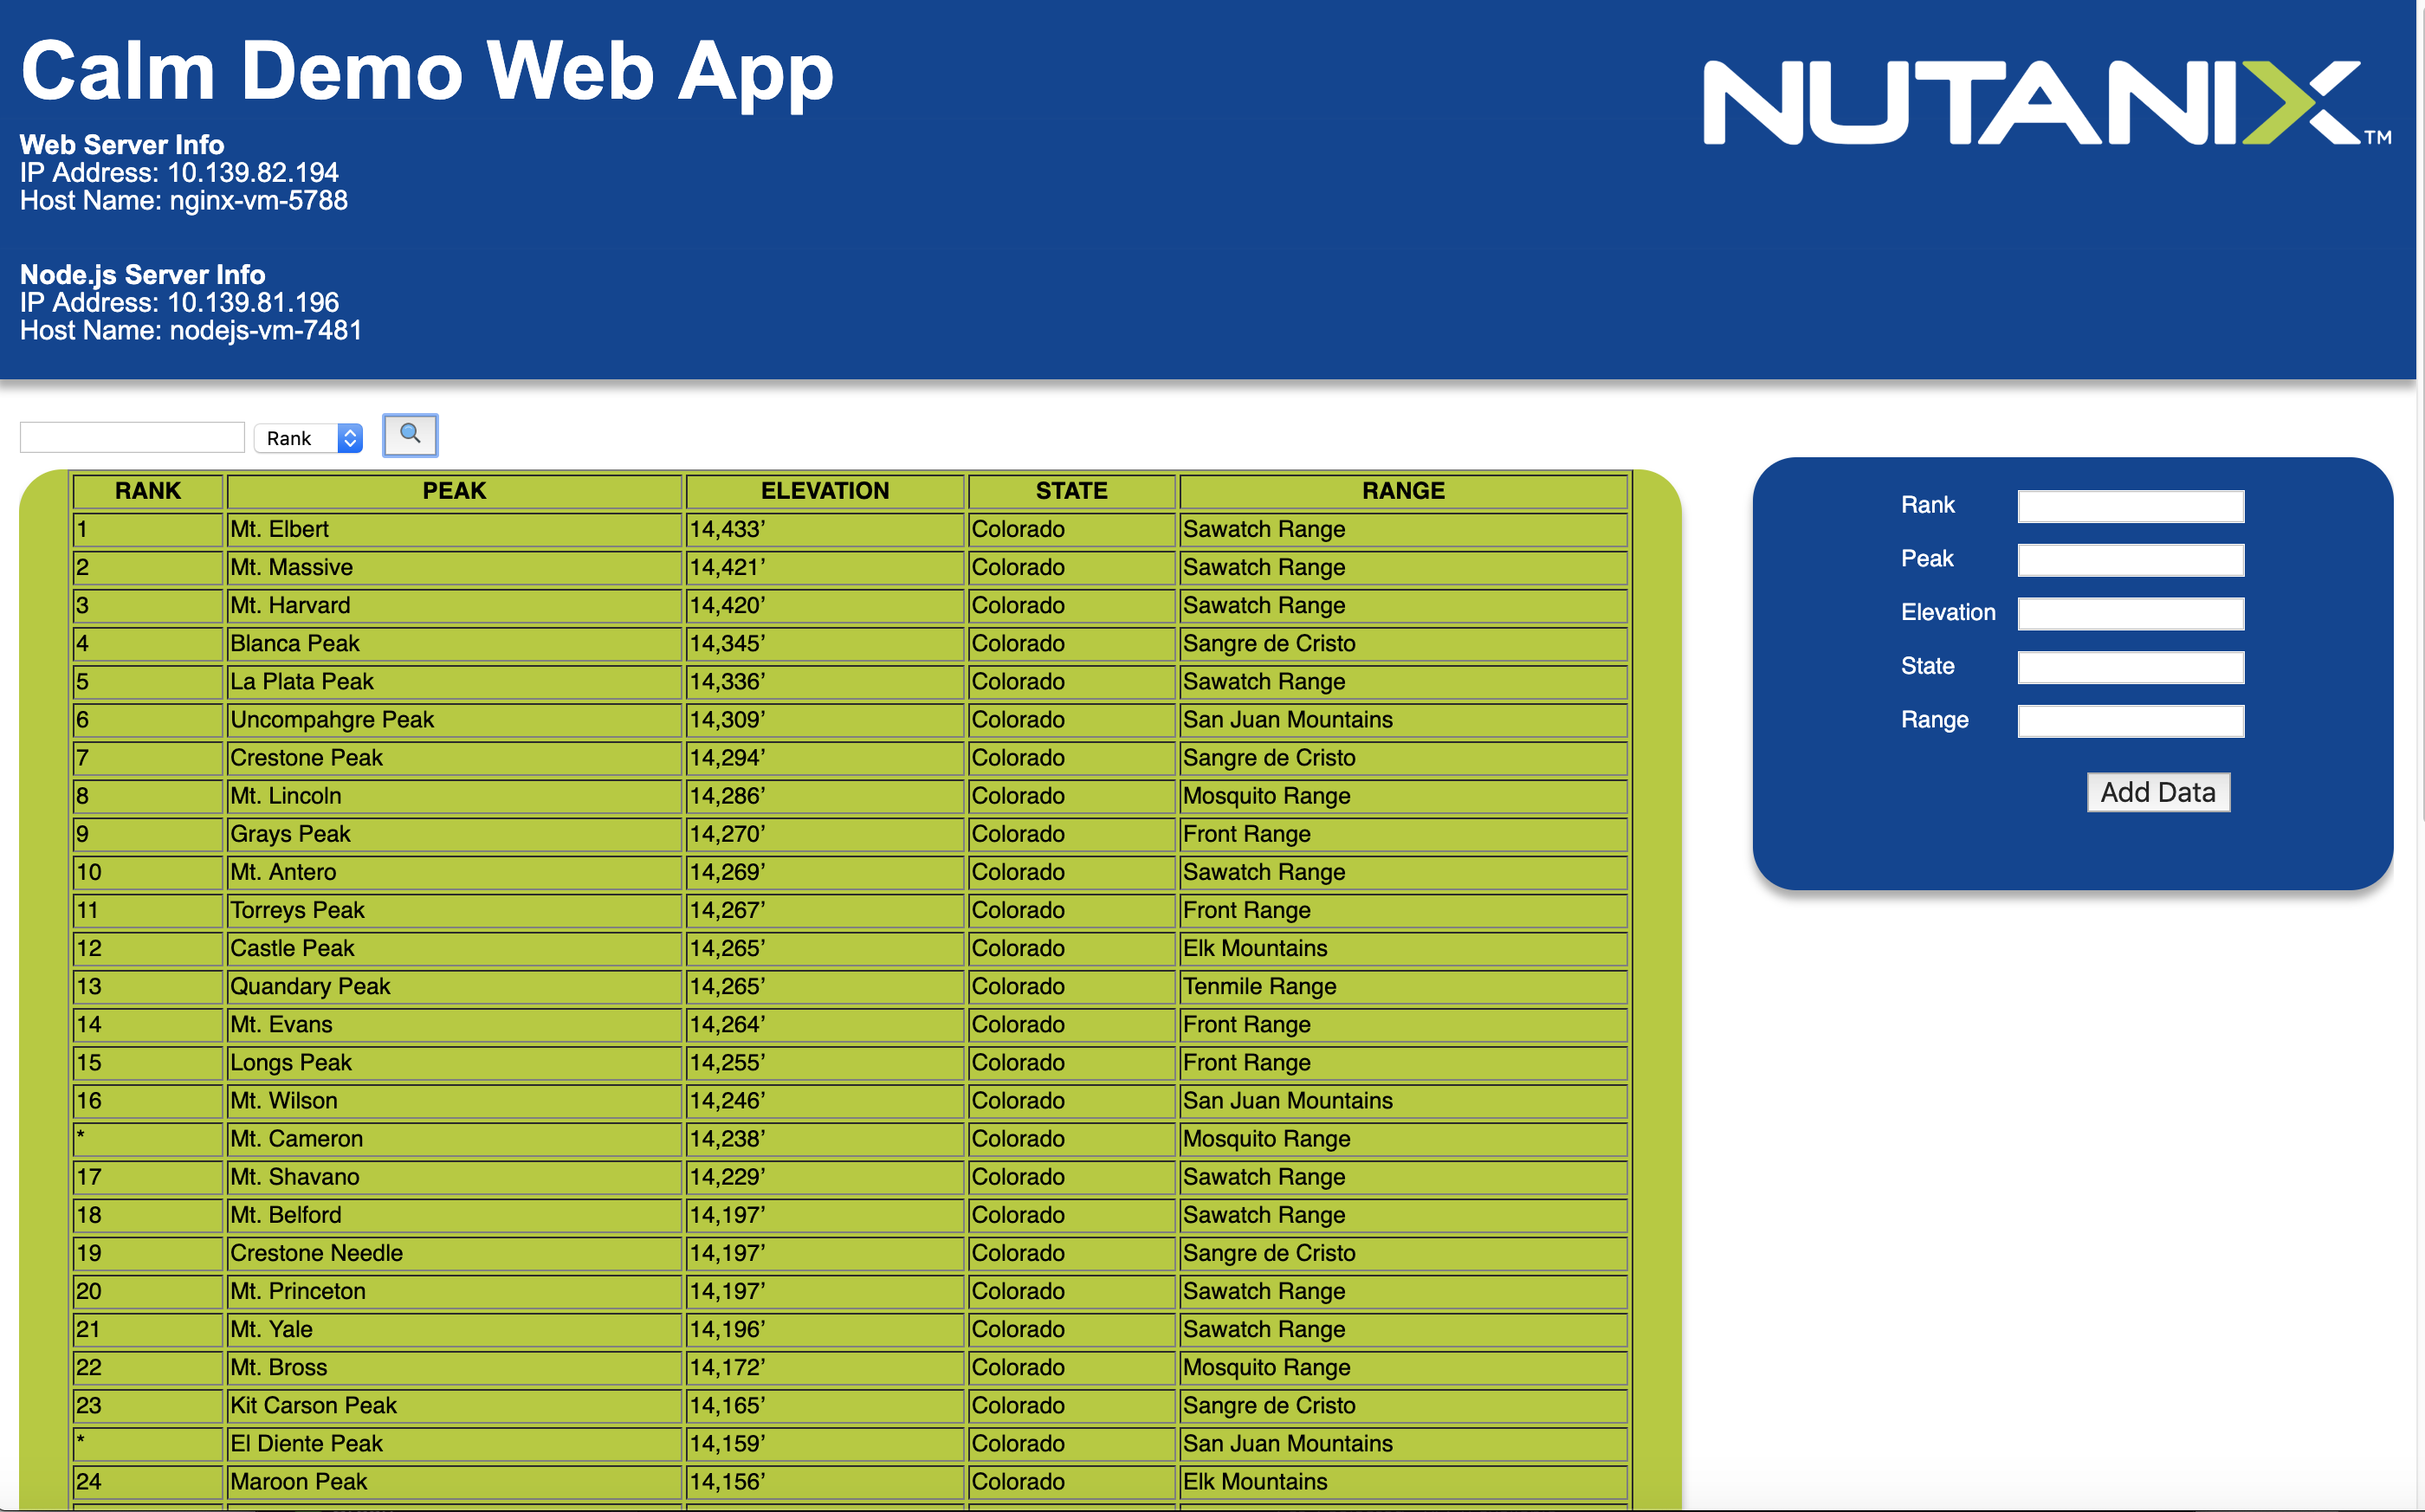 Calm Demo Web App
NUTANIX™
Web Server Info
IP Address: 10.139.82.194
Host Name: nginx-vm-5788
Node.js Server Info
IP Address: 10.139.81.196
Host Name: nodejs-vm-7481
Rank
RANK PEAK ELEVATION STATE RANGE
1 Mt. Elbert 14,433’ Colorado Sawatch Range
2 Mt. Massive 14,421’ Colorado Sawatch Range
3 Mt. Harvard 14,420’ Colorado Sawatch Range
4 Blanca Peak 14,345’ Colorado Sangre de Cristo
5 La Plata Peak 14,336’ Colorado Sawatch Range
6 Uncompahgre Peak 14,309’ Colorado San Juan Mountains
7 Crestone Peak 14,294’ Colorado Sangre de Cristo
8 Mt. Lincoln 14,286’ Colorado Mosquito Range
9 Grays Peak 14,270’ Colorado Front Range
10 Mt. Antero 14,269’ Colorado Sawatch Range
11 Torreys Peak 14,267’ Colorado Front Range
12 Castle Peak 14,265’ Colorado Elk Mountains
13 Quandary Peak 14,265’ Colorado Tenmile Range
14 Mt. Evans 14,264’ Colorado Front Range
15 Longs Peak 14,255’ Colorado Front Range
16 Mt. Wilson 14,246’ Colorado San Juan Mountains
* Mt. Cameron 14,238’ Colorado Mosquito Range
17 Mt. Shavano 14,229’ Colorado Sawatch Range
18 Mt. Belford 14,197’ Colorado Sawatch Range
19 Crestone Needle 14,197’ Colorado Sangre de Cristo
20 Mt. Princeton 14,197’ Colorado Sawatch Range
21 Mt. Yale 14,196’ Colorado Sawatch Range
22 Mt. Bross 14,172’ Colorado Mosquito Range
23 Kit Carson Peak 14,165’ Colorado Sangre de Cristo
* El Diente Peak 14,159’ Colorado San Juan Mountains
24 Maroon Peak 14,156’ Colorado Elk Mountains
Rank
Peak
Elevation
State
Range
Add Data